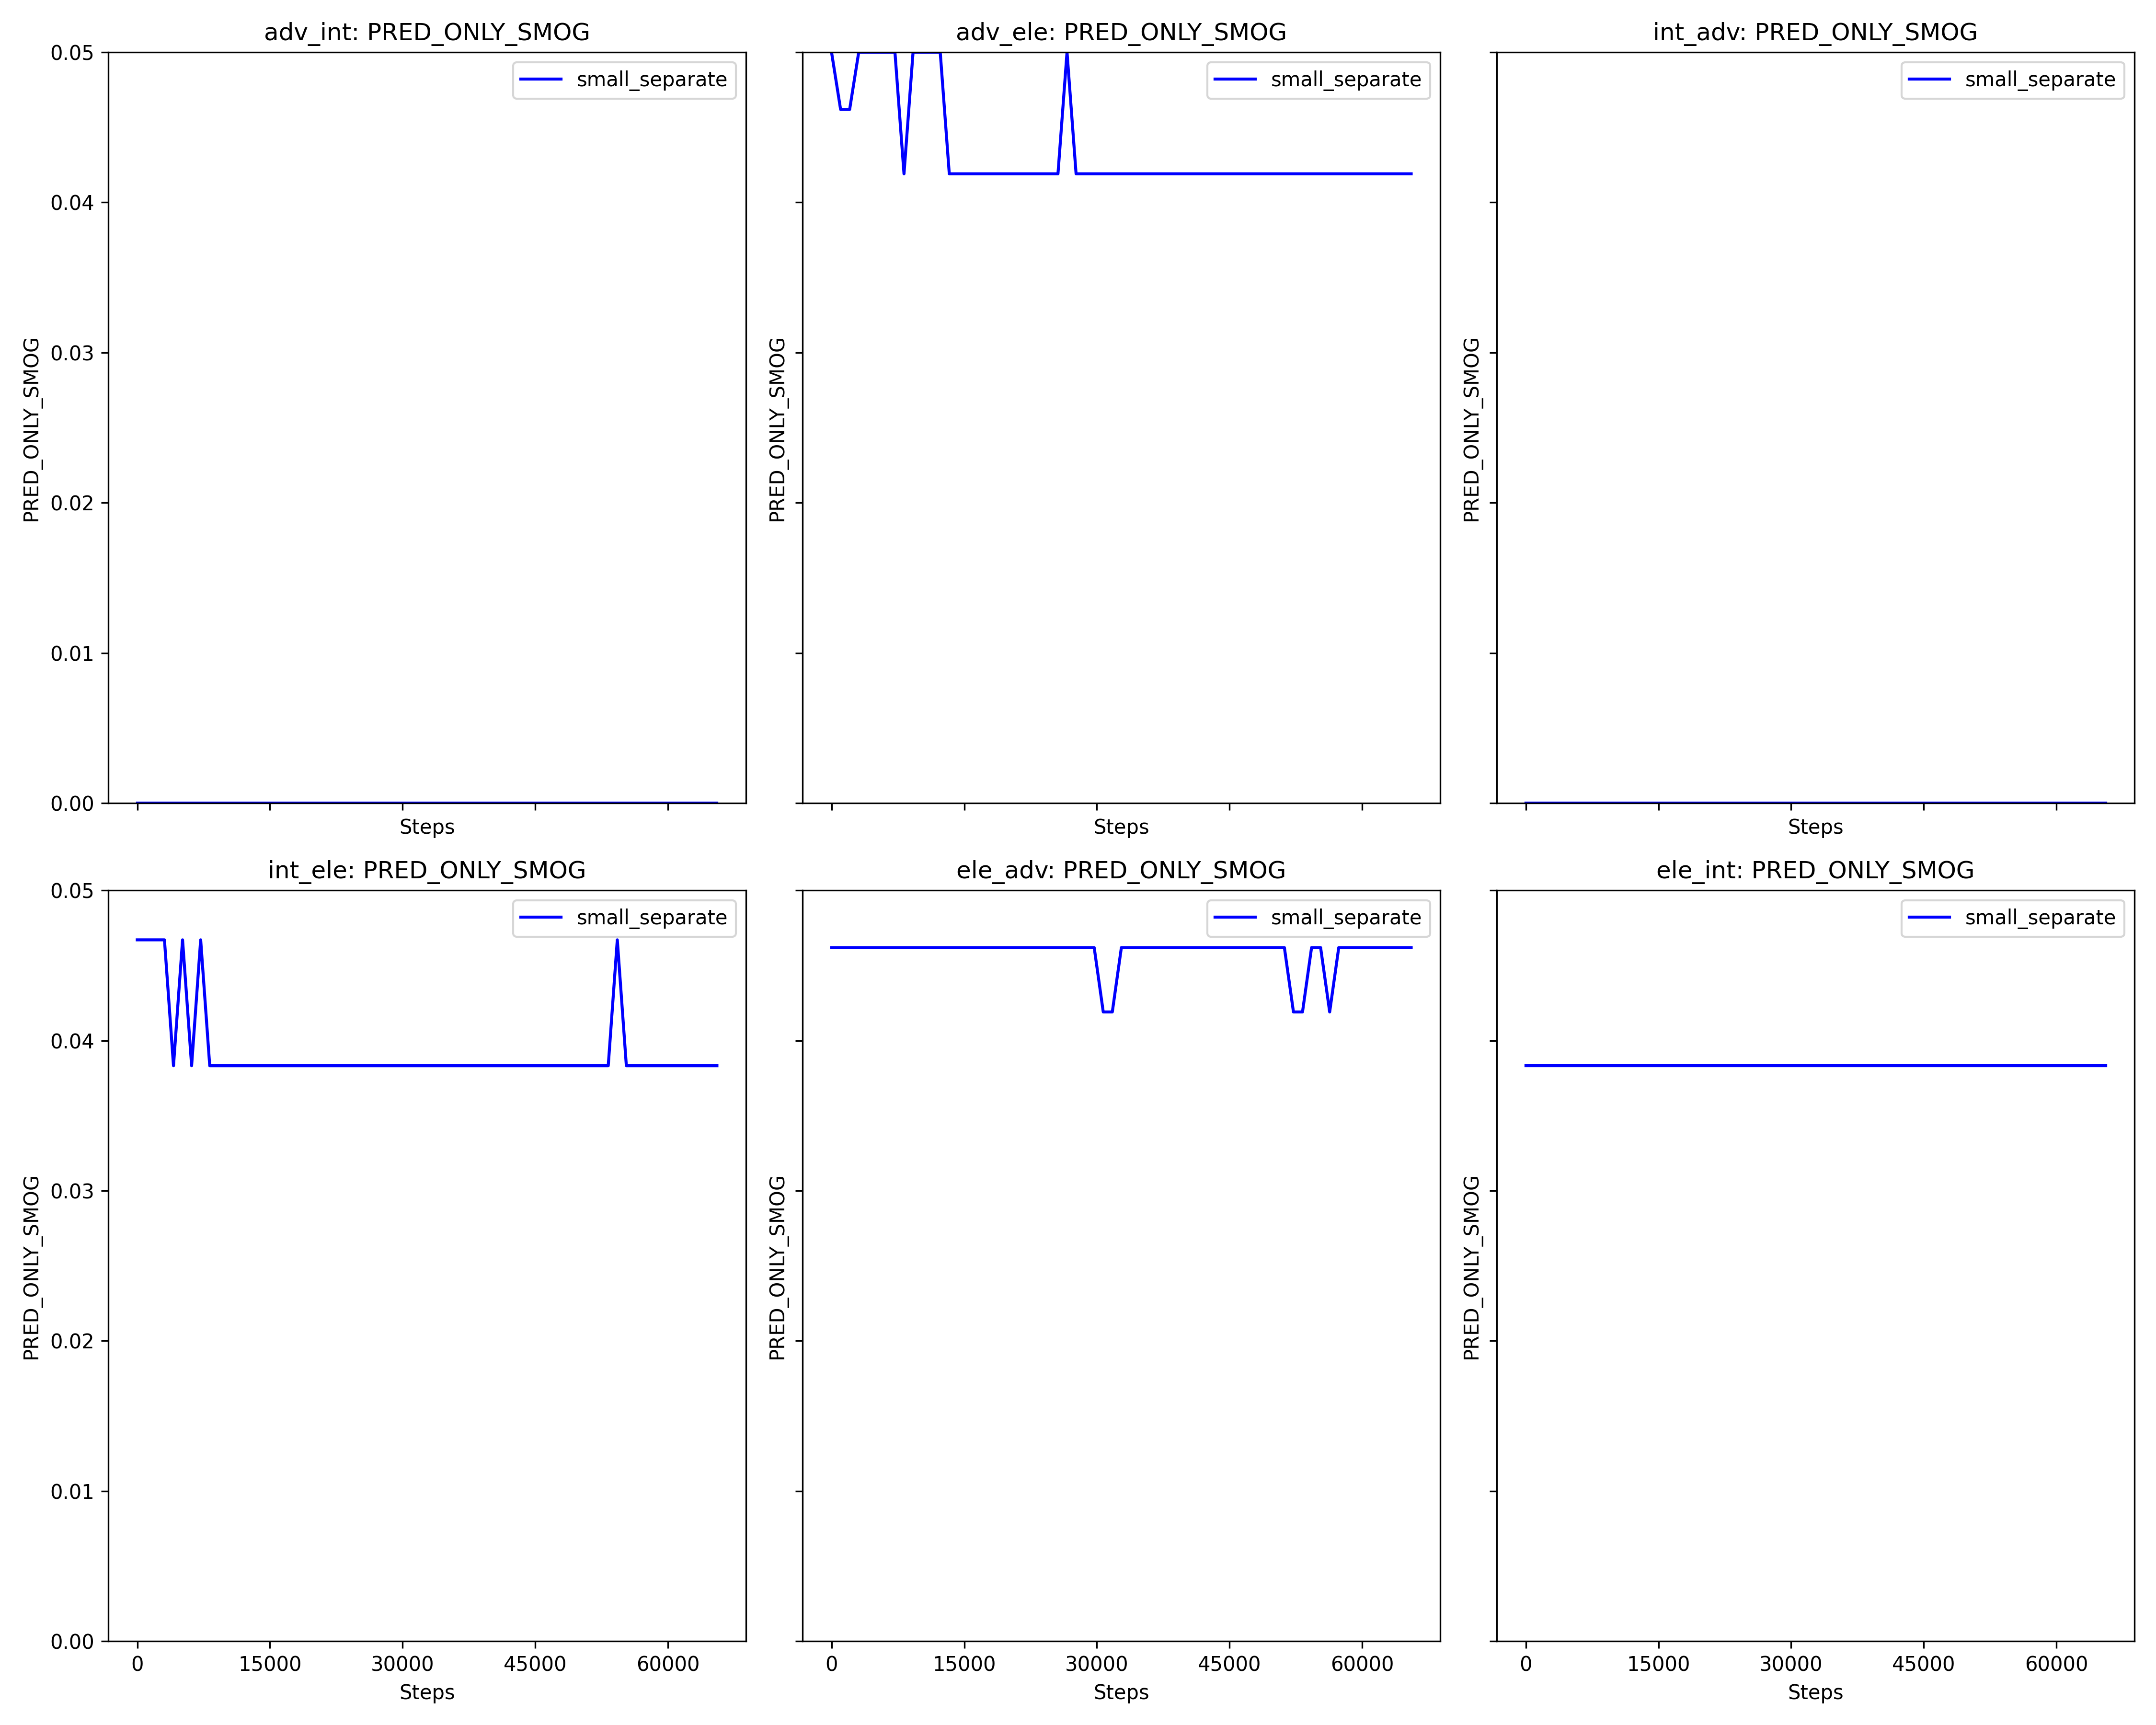 adv_int: PRED_ONLY_SMOG
adv_ele: PRED_ONLY_SMOG
int_adv: PRED_ONLY_SMOG
0.05
0.04
0.03
0.02
0.01
0.00
PRED_ONLY_SMOG
small_separate
Steps
PRED_ONLY_SMOG
small_separate
Steps
PRED_ONLY_SMOG
small_separate
Steps
int_ele: PRED_ONLY_SMOG
ele_adv: PRED_ONLY_SMOG
ele_int: PRED_ONLY_SMOG
0.05
0.04
0.03
0.02
0.01
0.00
PRED_ONLY_SMOG
small_separate
0 15000 30000 45000 60000
Steps
PRED_ONLY_SMOG
small_separate
0 15000 30000 45000 60000
Steps
PRED_ONLY_SMOG
small_separate
0 15000 30000 45000 60000
Steps